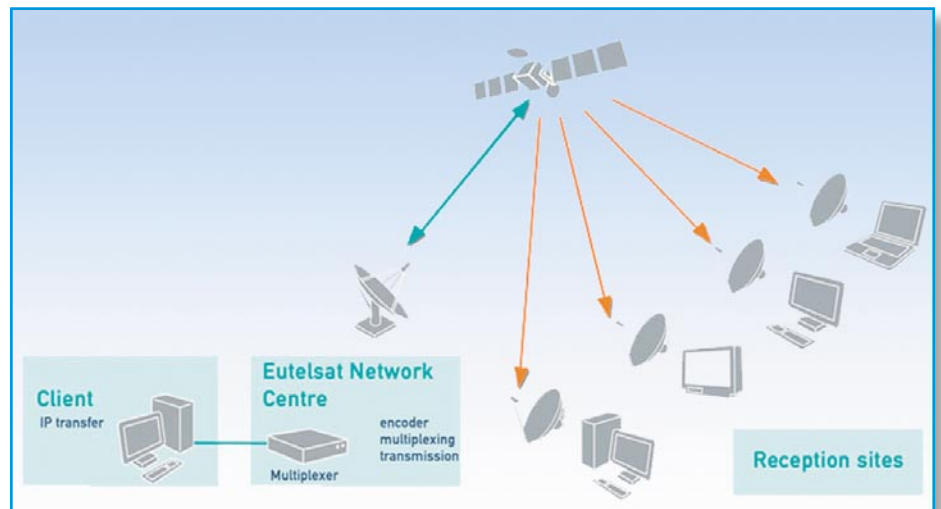 Client
IP transfer
Eutelsat Network
Centre
encoder
multiplexing
transmission
Multiplexer
Reception sites